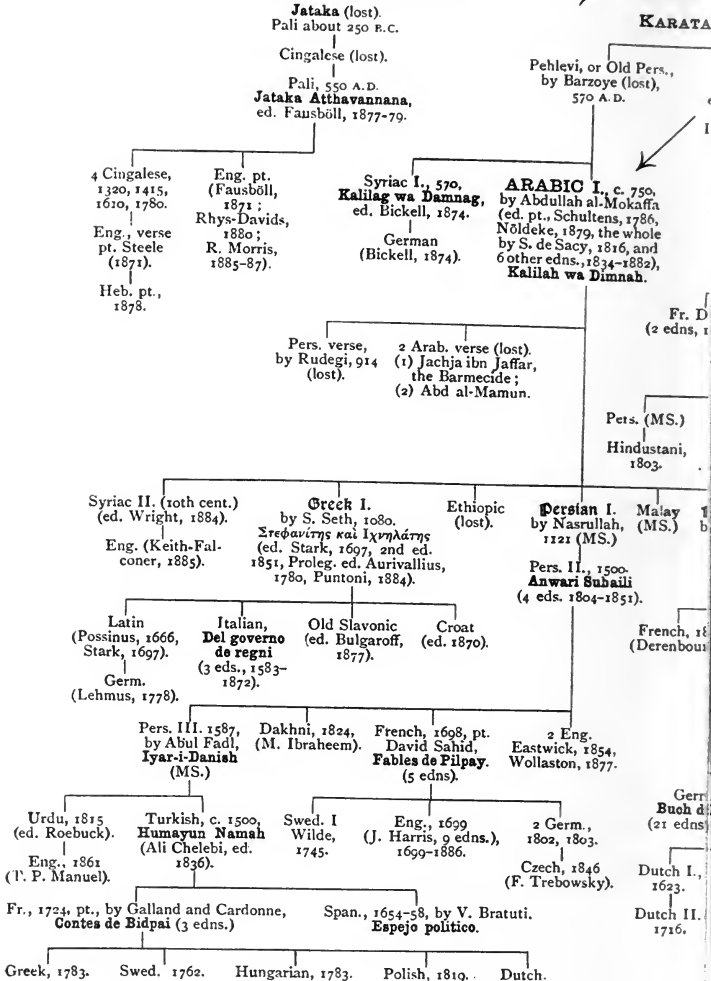 Jataka (lost).
Pali about 250 B.C.
Cingalese (lost).
Pali, 550 A.D.
Jataka Atthavannana,
ed. Fausböll, 1877-79.
KARATA
Pehlevi, or Old Pers.,
by Barzoye (lost),
570 A.D.
4 Cingalese,
1320, 1415,
1610, 1780.
Eng., verse
pt. Steele
(1871).
Heb. pt.,
1878.
Eng. pt.
(Fausböll,
1871 ;
Rhys-Davids,
1880 ;
R. Morris,
1885-87).
Syriac I., 570,
Kalilag wa Damnag,
ed. Bickell, 1874.
German
(Bickell, 1874).
ARABIC I., c. 750,
by Abdullah al-Mokaffa
(ed. pt., Schultens, 1786,
Nöldeke, 1879, the whole
by S. de Sacy, 1816, and
6 other edns., 1834-1882),
Kalilah wa Dimnah.
Fr. D
(2 edns, 1
Pers. verse,
by Rudegi, 914
(lost).
2 Arab. verse (lost).
(1) Jachja ibn Jaffar,
the Barmecide ;
(2) Abd al-Mamun.
Pers. (MS.)
Hindustani,
1803.
Syriac II. (10th cent.)
(ed. Wright, 1884).
Eng. (Keith-Fal-
coner, 1885).
Greek I.
by S. Seth, 1080.
Στεφανίτης καὶ Ιχνηλάτης
(ed. Stark, 1697, 2nd ed.
1851, Proleg. ed. Aurivallius,
1780, Puntoni, 1884).
Ethiopic
(lost).
Persian I.
by Nasrullah,
1121 (MS.)
Pers. II., 1500.
Anwari Suhaili
(4 eds. 1804-1851).
Malay
(MS.)
Latin
(Possinus, 1666,
Stark, 1697).
Germ.
(Lehmus, 1778).
Italian,
Del governo
de regni
(3 eds., 1583-
1872).
Old Slavonic
(ed. Bulgaroff,
1877).
Croat
(ed. 1870).
French, 18
(Derenbour
Pers. III. 1587,
by Abul Fadl,
Iyar-i-Danish
(MS.)
Dakhni, 1824,
(M. Ibraheem).
French, 1698, pt.
David Sahid,
Fables de Pilpay.
(5 edns).
2 Eng.
Eastwick, 1854,
Wollaston, 1877.
Urdu, 1815
(ed. Roebuck).
Eng., 1861
(T. P. Manuel).
Turkish, c. 1500,
Humayun Namah
(Ali Chelebi, ed.
1836).
Swed. I
Wilde,
1745.
Eng., 1699
(J. Harris, 9 edns.),
1699-1886.
2 Germ.,
1802, 1803.
Czech, 1846
(F. Trebowsky).
Germ
Buch d
(21 edns
Dutch I.,
1623.
Dutch II.
1716.
Fr., 1724, pt., by Galland and Cardonne,
Contes de Bidpai (3 edns.)
Span., 1654-58, by V. Bratuti.
Espejo politico.
Greek, 1783.
Swed. 1762.
Hungarian, 1783.
Polish, 1819.
Dutch.